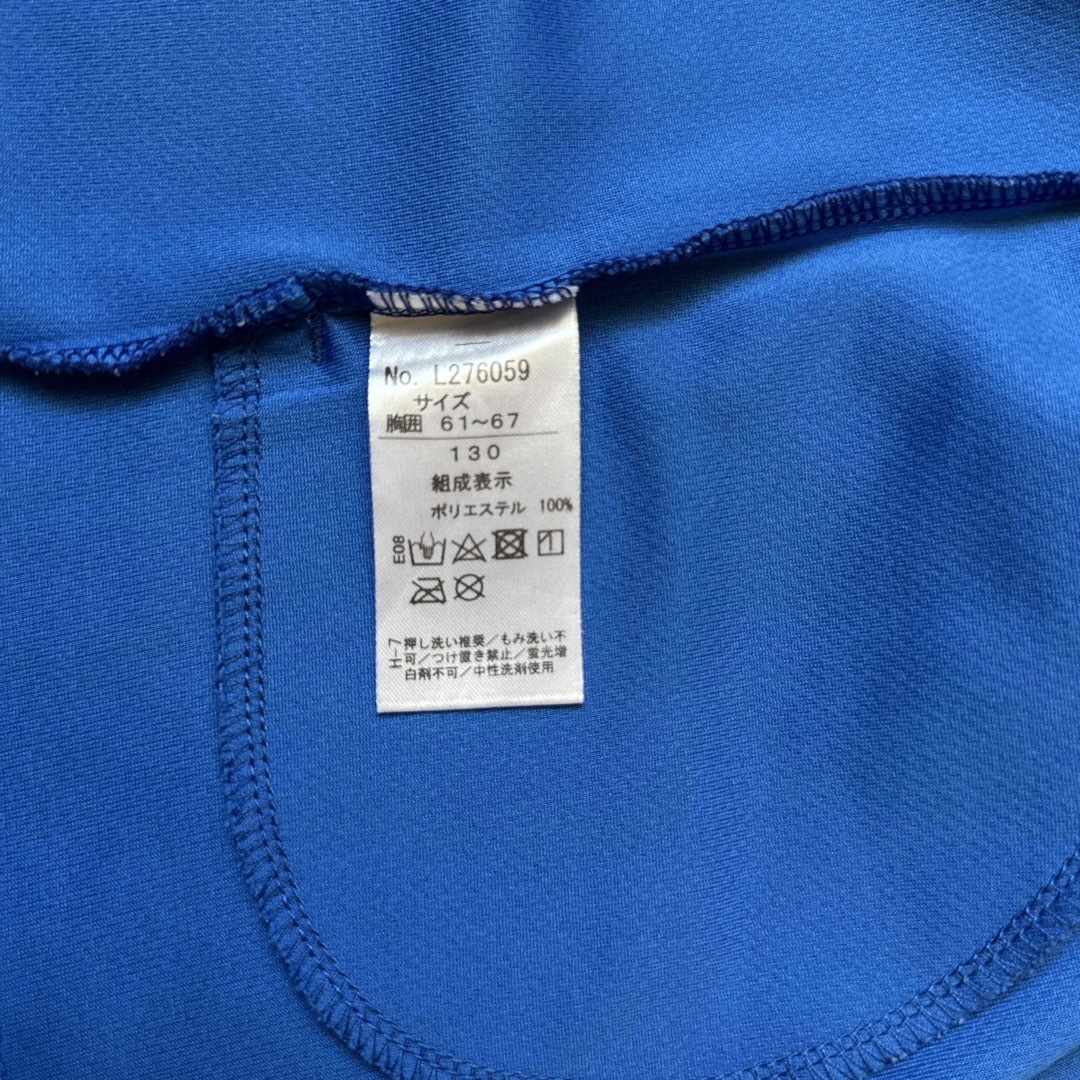 No. L276059
サイズ
胸囲 61～67
130
組成表示
ポリエステル 100%
E08
H-7
押し洗い推奨／もみ洗い不
可／つけ置き禁止／蛍光増
白剤不可／中性洗剤使用